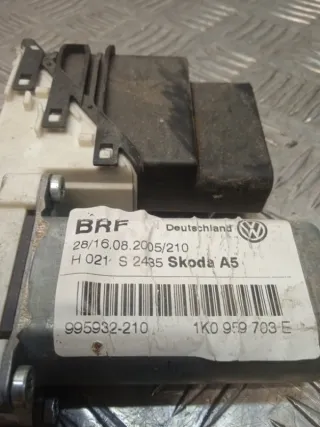 BRF Deutschland
28/16.08.2005/210
H 021 S 2435 Skoda A5
995932-210 1K0 959 703 E